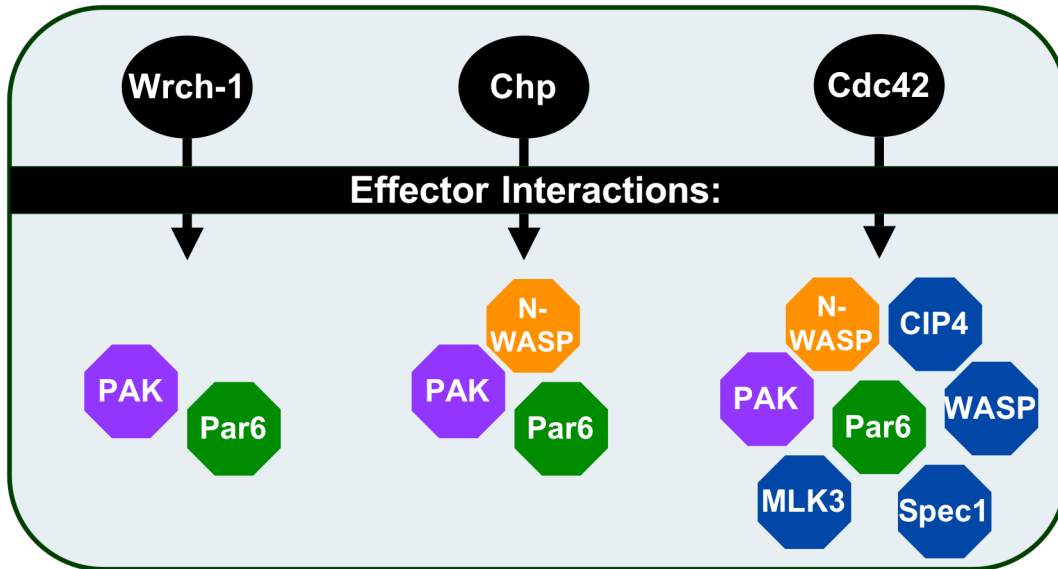 Wrch-1
Chp
Cdc42
Effector Interactions:
PAK
Par6
N-
WASP
PAK
Par6
N-
WASP
CIP4
PAK
WASP
Par6
MLK3
Spec1